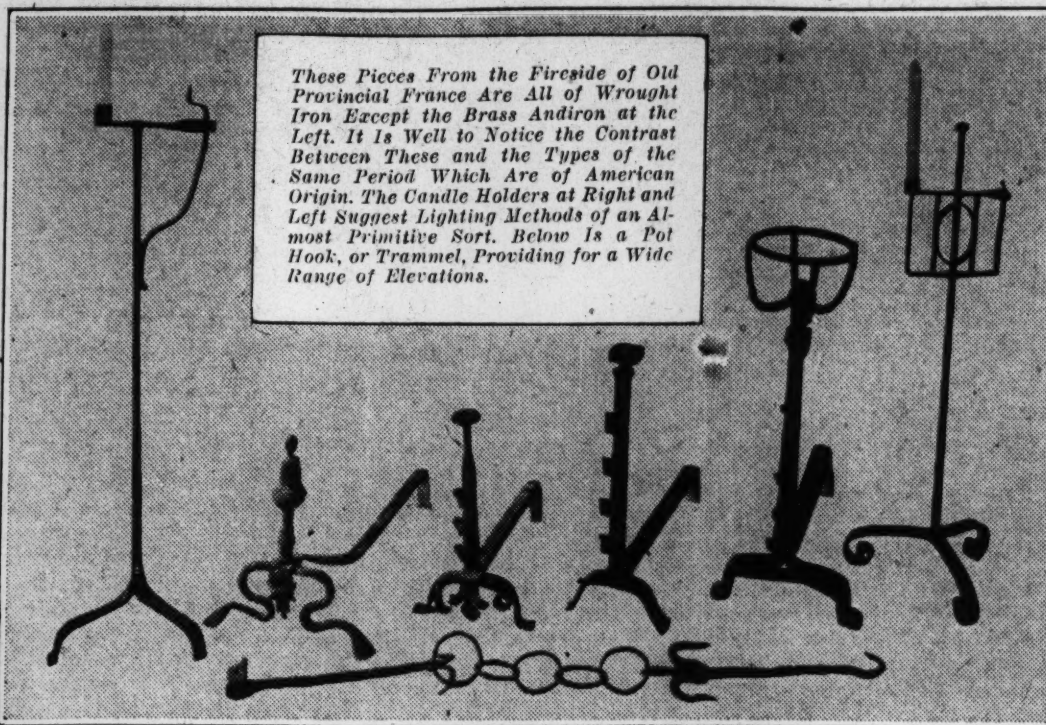 These Pieces From the Fireside of Old
Provincial France Are All of Wrought
Iron Except the Brass Andiron at the
Left. It Is Well to Notice the Contrast
Between These and the Types of the
Same Period Which Are of American
Origin. The Candle Holders at Right and
Left Suggest Lighting Methods of an Al-
most Primitive Sort. Below Is a Pot
Hook, or Trammel, Providing for a Wide
Range of Elevations.